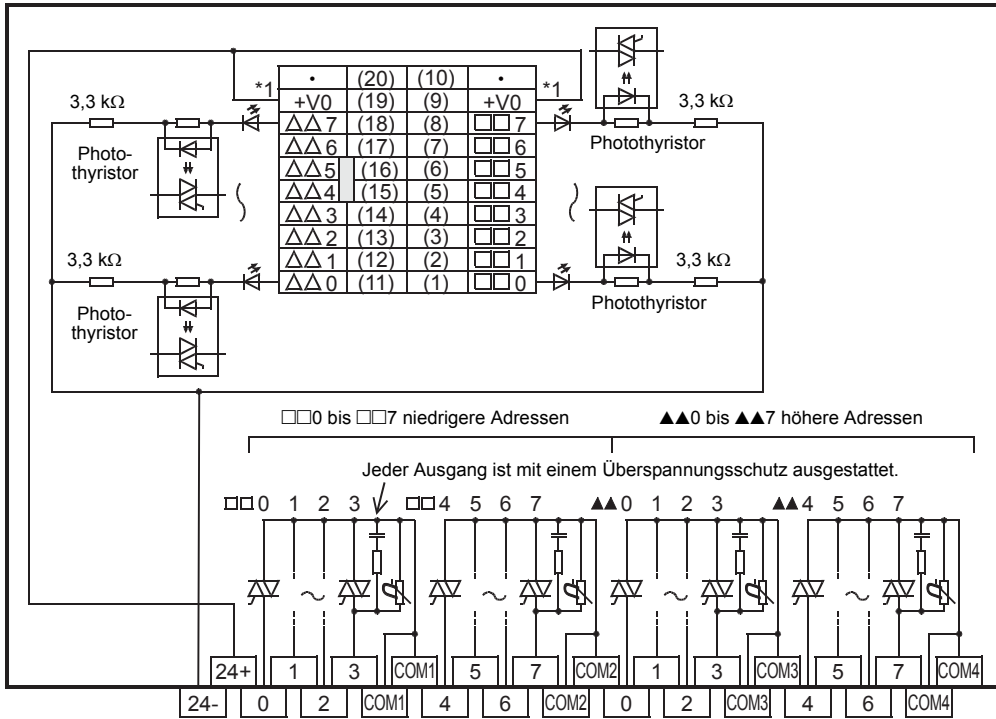 • (20) (10) •
*1 +V0 (19) (9) +V0 *1
3,3 kΩ △△7 (18) (8) □□7 3,3 kΩ
△△6 (17) (7) □□6
Photo-
thyristor
Photothyristor
△△5 (16) (6) □□5
△△4 (15) (5) □□4
△△3 (14) (4) □□3
△△2 (13) (3) □□2
3,3 kΩ △△1 (12) (2) □□1 3,3 kΩ
△△0 (11) (1) □□0
Photo-
thyristor
Photothyristor
□□0 bis □□7 niedrigere Adressen ▲▲0 bis ▲▲7 höhere Adressen
Jeder Ausgang ist mit einem Überspannungsschutz ausgestattet.
□□0 1 2 3 □□4 5 6 7 ▲▲0 1 2 3 ▲▲4 5 6 7
24+ 1 3 COM1 5 7 COM2 1 3 COM3 5 7 COM4
24- 0 2 COM1 4 6 COM2 0 2 COM3 4 6 COM4